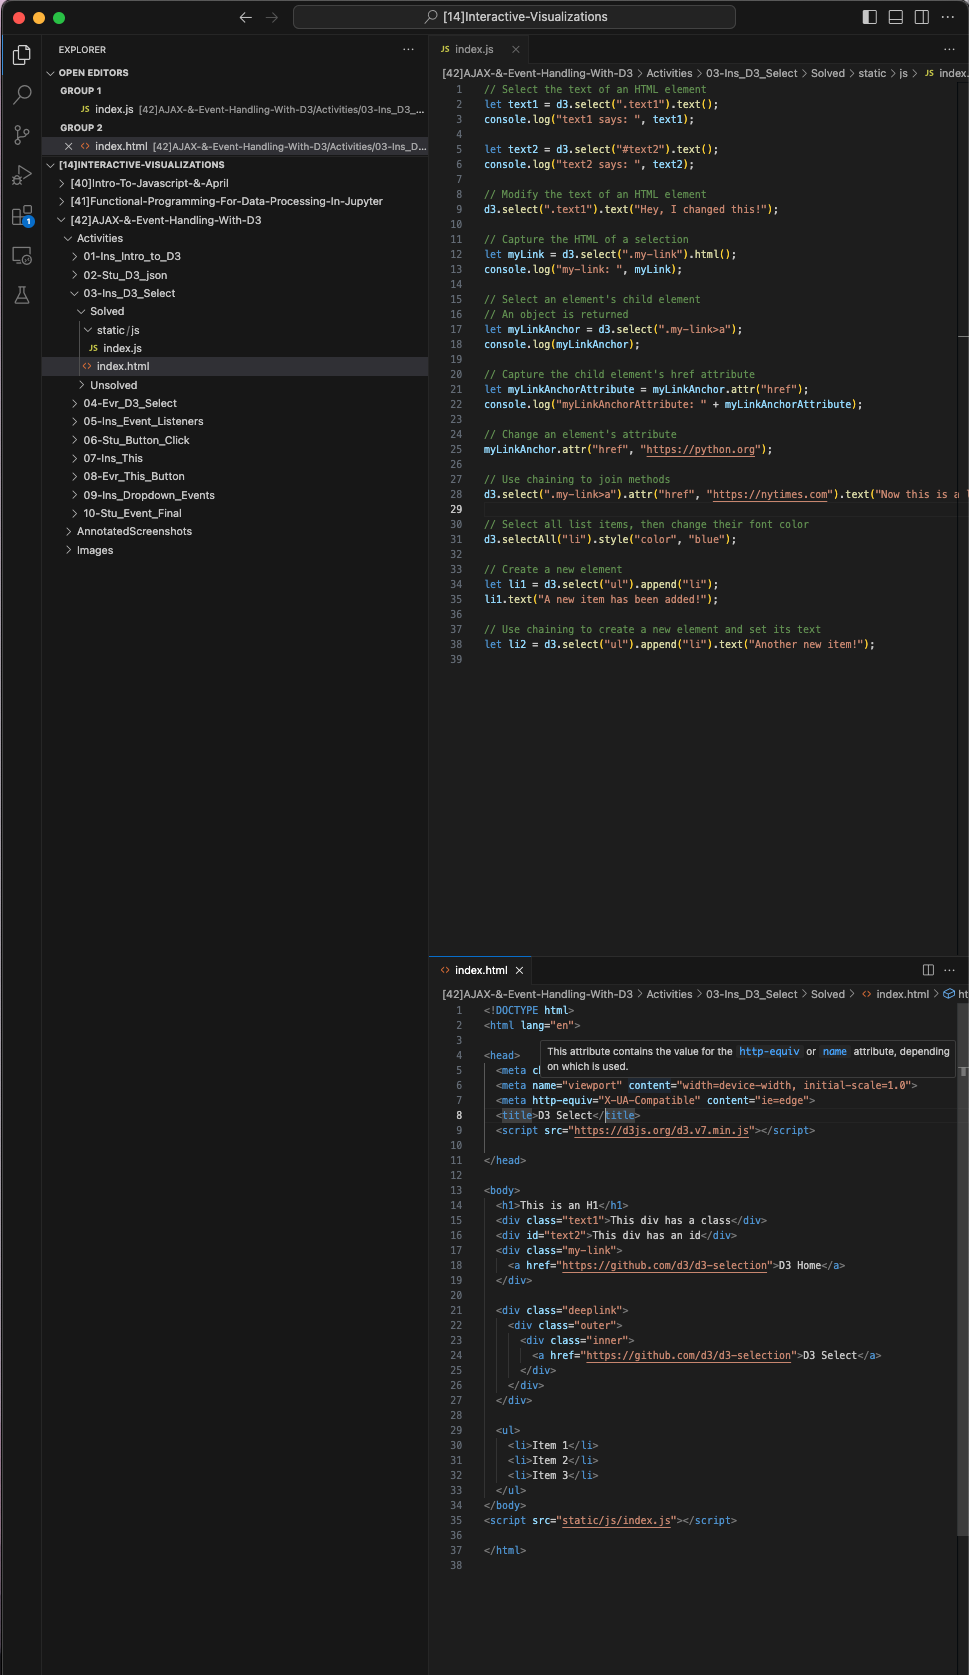 [14]Interactive-Visualizations
EXPLORER
OPEN EDITORS
GROUP 1
JS index.js [42]AJAX-&-Event-Handling-With-D3/Activities/03-Ins_D3_...
GROUP 2
index.html [42]AJAX-&-Event-Handling-With-D3/Activities/03-Ins_D...
[14]INTERACTIVE-VISUALIZATIONS
[40]Intro-To-Javascript-&-April
[41]Functional-Programming-For-Data-Processing-In-Jupyter
[42]AJAX-&-Event-Handling-With-D3
Activities
01-Ins_Intro_to_D3
02-Stu_D3_json
03-Ins_D3_Select
Solved
static/js
JS index.js
index.html
Unsolved
04-Evr_D3_Select
05-Ins_Event_Listeners
06-Stu_Button_Click
07-Ins_This
08-Evr_This_Button
09-Ins_Dropdown_Events
10-Stu_Event_Final
AnnotatedScreenshots
Images
1
JS index.js
[42]AJAX-&-Event-Handling-With-D3 > Activities > 03-Ins_D3_Select > Solved > static > js > JS index.
1 // Select the text of an HTML element
2 let text1 = d3.select(".text1").text();
3 console.log("text1 says: ", text1);
4
5 let text2 = d3.select("#text2").text();
6 console.log("text2 says: ", text2);
7
8 // Modify the text of an HTML element
9 d3.select(".text1").text("Hey, I changed this!");
10
11 // Capture the HTML of a selection
12 let myLink = d3.select(".my-link").html();
13 console.log("my-link: ", myLink);
14
15 // Select an element's child element
16 // An object is returned
17 let myLinkAnchor = d3.select(".my-link>a");
18 console.log(myLinkAnchor);
19
20 // Capture the child element's href attribute
21 let myLinkAnchorAttribute = myLinkAnchor.attr("href");
22 console.log("myLinkAnchorAttribute: " + myLinkAnchorAttribute);
23
24 // Change an element's attribute
25 myLinkAnchor.attr("href", "https://python.org");
26
27 // Use chaining to join methods
28 d3.select(".my-link>a").attr("href", "https://nytimes.com").text("Now this is a
29
30 // Select all list items, then change their font color
31 d3.selectAll("li").style("color", "blue");
32
33 // Create a new element
34 let li1 = d3.select("ul").append("li");
35 li1.text("A new item has been added!");
36
37 // Use chaining to create a new element and set its text
38 let li2 = d3.select("ul").append("li").text("Another new item!");
39
index.html
[42]AJAX-&-Event-Handling-With-D3 > Activities > 03-Ins_D3_Select > Solved > index.html > ht
1 <!DOCTYPE html>
2 <html lang="en">
3
4 <head>
This attribute contains the value for the http-equiv or name attribute, depending
on which is used.
5 <meta c
6 <meta name="viewport" content="width=device-width, initial-scale=1.0">
7 <meta http-equiv="X-UA-Compatible" content="ie=edge">
8 <title>D3 Select</title>
9 <script src="https://d3js.org/d3.v7.min.js"></script>
10
11 </head>
12
13 <body>
14 <h1>This is an H1</h1>
15 <div class="text1">This div has a class</div>
16 <div id="text2">This div has an id</div>
17 <div class="my-link">
18 <a href="https://github.com/d3/d3-selection">D3 Home</a>
19 </div>
20
21 <div class="deeplink">
22 <div class="outer">
23 <div class="inner">
24 <a href="https://github.com/d3/d3-selection">D3 Select</a>
25 </div>
26 </div>
27 </div>
28
29 <ul>
30 <li>Item 1</li>
31 <li>Item 2</li>
32 <li>Item 3</li>
33 </ul>
34 </body>
35 <script src="static/js/index.js"></script>
36
37 </html>
38